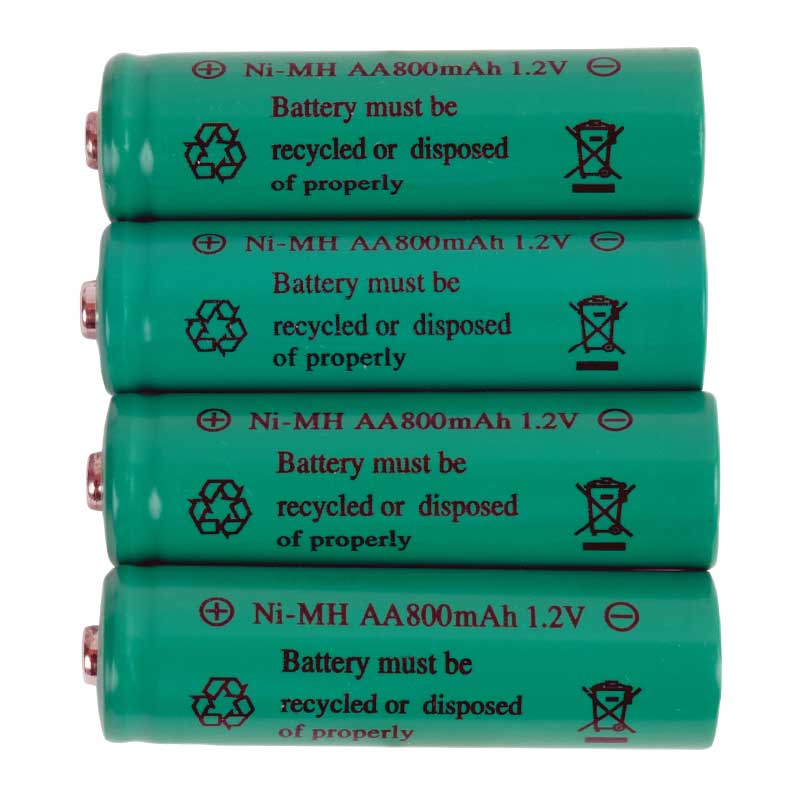 ⊕ Ni-MH AA800mAh 1.2V ⊖
Battery must be
recycled or disposed
of properly
⊕ Ni-MH AA800mAh 1.2V ⊖
Battery must be
recycled or disposed
of properly
⊕ Ni-MH AA800mAh 1.2V ⊖
Battery must be
recycled or disposed
of properly
⊕ Ni-MH AA800mAh 1.2V ⊖
Battery must be
recycled or disposed
of properly